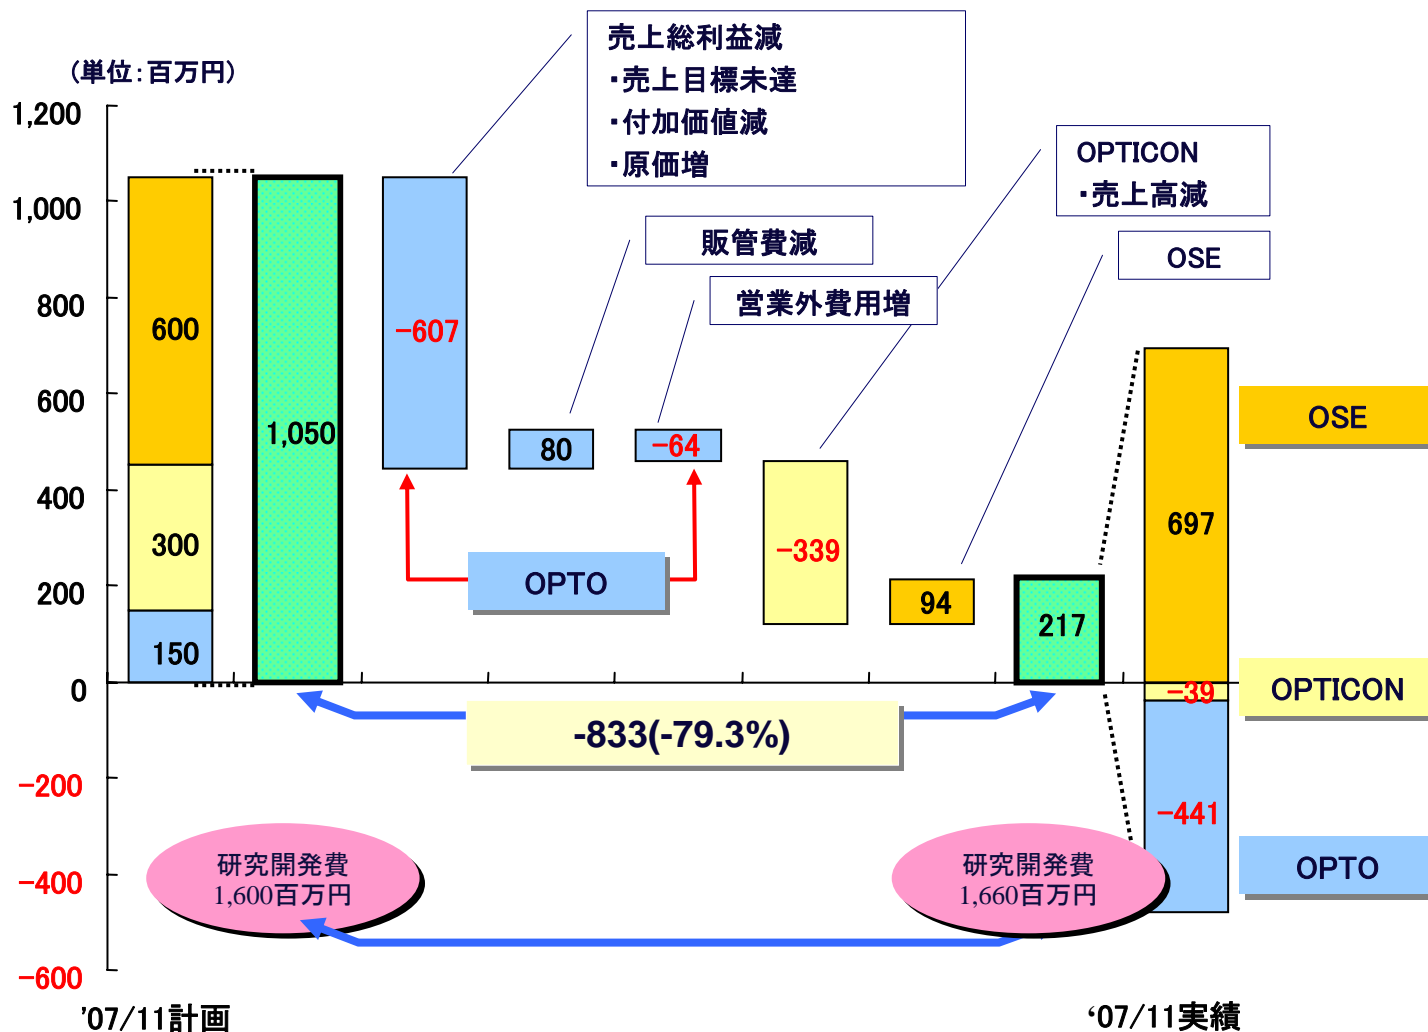 (単位：百万円)
売上総利益減
・売上目標未達
・付加価値減
・原価増
OPTICON
・売上高減
販管費減
OSE
営業外費用増
1,200
1,000
800
600
400
200
0
−200
−400
−600
600
300
150
1,050
−607
80
−64
−339
94
217
697
−39
−441
OPTO
OSE
OPTICON
OPTO
-833(-79.3%)
研究開発費
1,600百万円
研究開発費
1,660百万円
'07/11計画
‘07/11実績